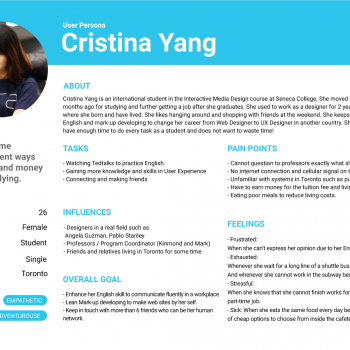 User Persona
Cristina Yang
ABOUT
Cristina Yang is an international student in the Interactive Media Design course at Seneca College. She moved
months ago for studying and further getting a job after she graduates. She used to work as a designer for 2 yea
where she born and have lived. She likes hanging around and shopping with friends at the weekend. She keeps
English and mark-up developing to change her career from Web Designer to UX Designer in another country. S
have enough time to do every task as a student and does not want to waste time!
me
ent ways
and money
dying.
26
Female
Student
Single
Toronto
EMPATHETIC
DVENTUROUSE
TASKS
- Watching Tedtalks to practice English
- Gaining more knowledge and skills in User Experience
- Connecting and making friends
INFLUENCES
- Designers in a real field such as
Angela Guzman, Pablo Stanley
- Professors / Program Coordinator (Kinmond and Mark)
- Friends and relatives living in Toronto for some time
OVERALL GOAL
- Enhance her English skill to communicate fluently in a workplace
- Lean Mark-up developing to make web sites by her self.
- Keep in touch with more than 6 friends who can be her human
network.
PAIN POINTS
- Cannot question to professors exactly what she
- No internet connection and cellular signal on t
- Unfamiliar with systems in Toronto such as pu
- Have to earn money for the tuition fee and livin
- Eating poor meals to reduce living costs.
FEELINGS
- Frustrated:
When she can't express her opinion due to her En
- Exhausted:
Whenever she wait for a long line of a shuttle bus
And whenever she cannot work in the subway be
- Stressful:
When she knows that she cannot finish works for
part-time job.
- Sick: When she eats the same food every day be
of cheap options to choose from inside the cafete